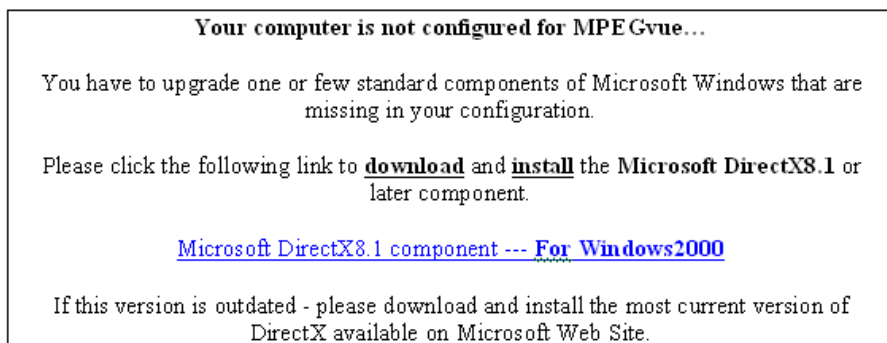 Your computer is not configured for MPEGvue...
You have to upgrade one or few standard components of Microsoft Windows that are
missing in your configuration.
Please click the following link to download and install the Microsoft DirectX8.1 or
later component.
Microsoft DirectX8.1 component --- For Windows2000
If this version is outdated - please download and install the most current version of
DirectX available on Microsoft Web Site.